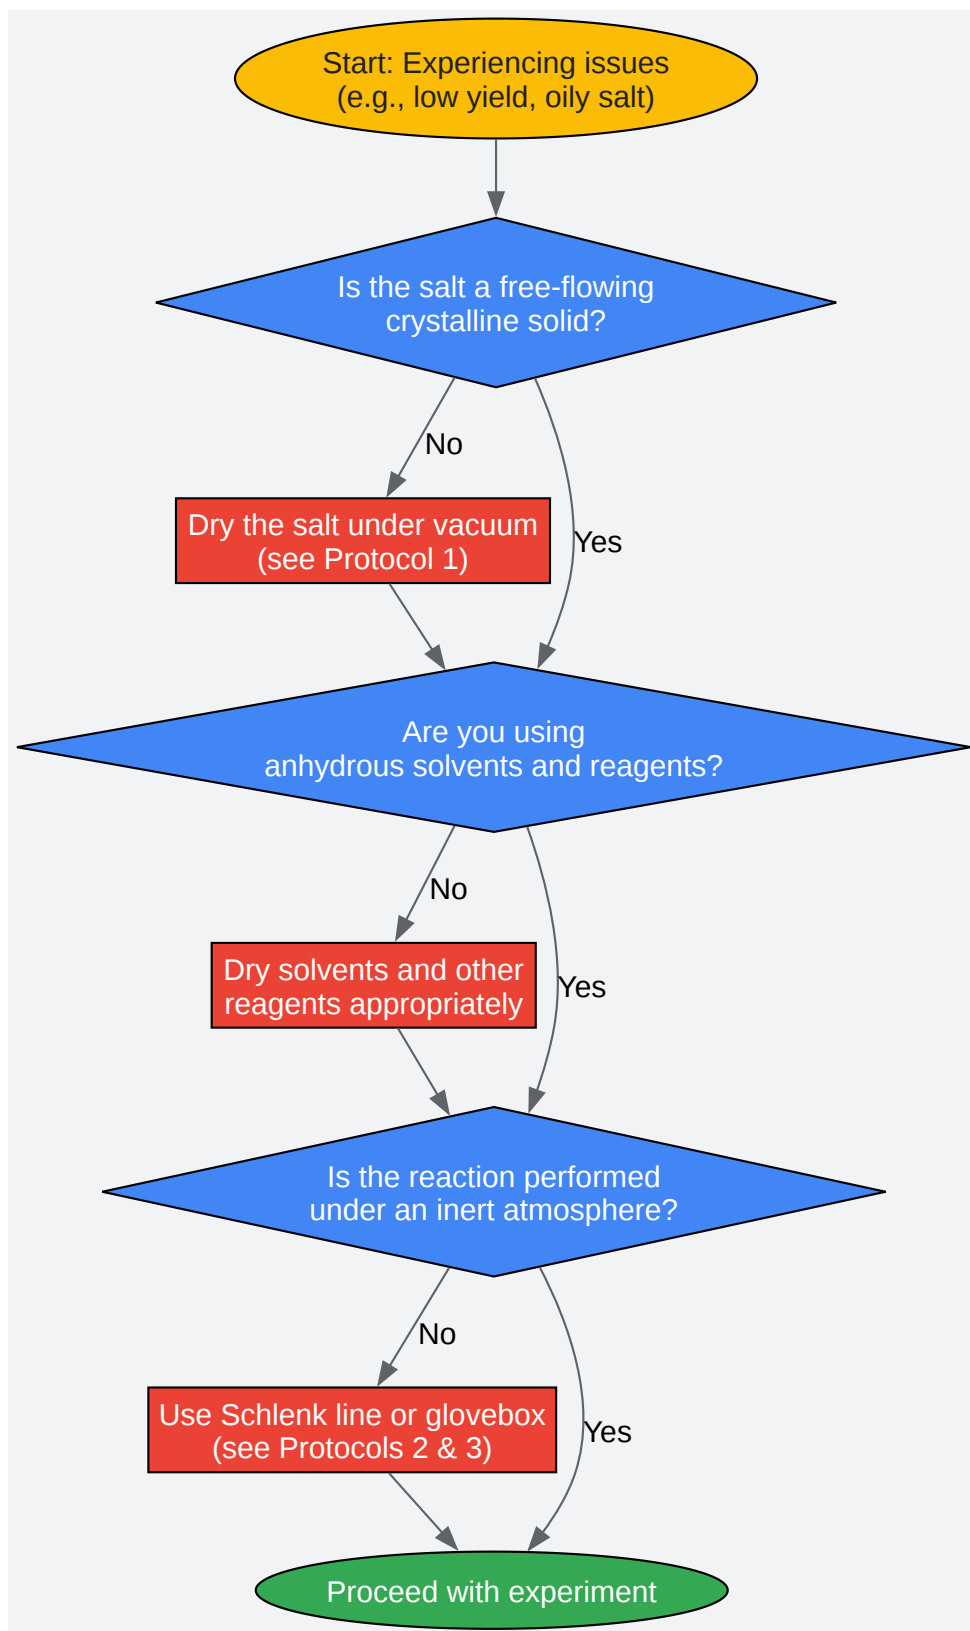 Start: Experiencing issues
(e.g., low yield, oily salt)
Is the salt a free-flowing
crystalline solid?
No
Dry the salt under vacuum
(see Protocol 1)
Yes
Are you using
anhydrous solvents and reagents?
No
Dry solvents and other
reagents appropriately
Yes
Is the reaction performed
under an inert atmosphere?
No
Use Schlenk line or glovebox
(see Protocols 2 & 3)
Yes
Proceed with experiment